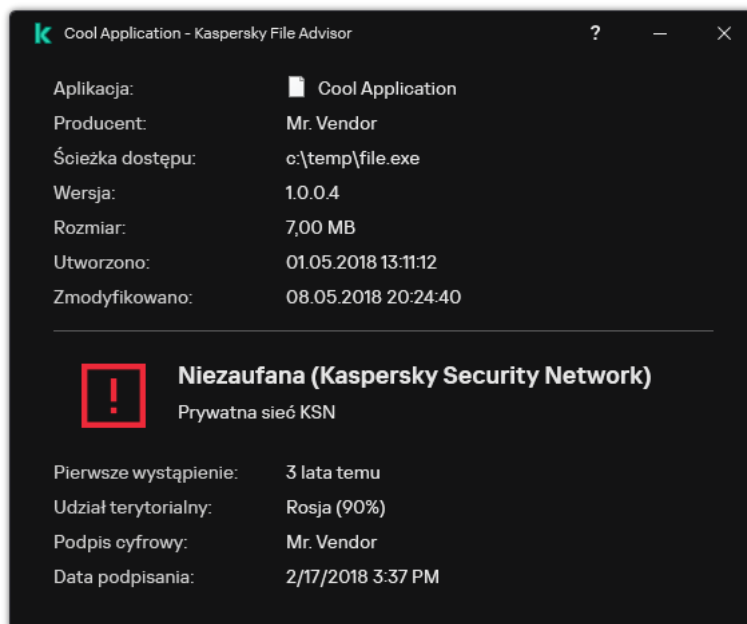 Cool Application - Kaspersky File Advisor ?
Aplikacja: Cool Application
Producent: Mr. Vendor
Ścieżka dostępu: c:\temp\file.exe
Wersja: 1.0.0.4
Rozmiar: 7,00 MB
Utworzono: 01.05.2018 13:11:12
Zmodyfikowano: 08.05.2018 20:24:40
Niezaufana (Kaspersky Security Network)
Prywatna sieć KSN
Pierwsze wystąpienie: 3 lata temu
Udział terytorialny: Rosja (90%)
Podpis cyfrowy: Mr. Vendor
Data podpisania: 2/17/2018 3:37 PM